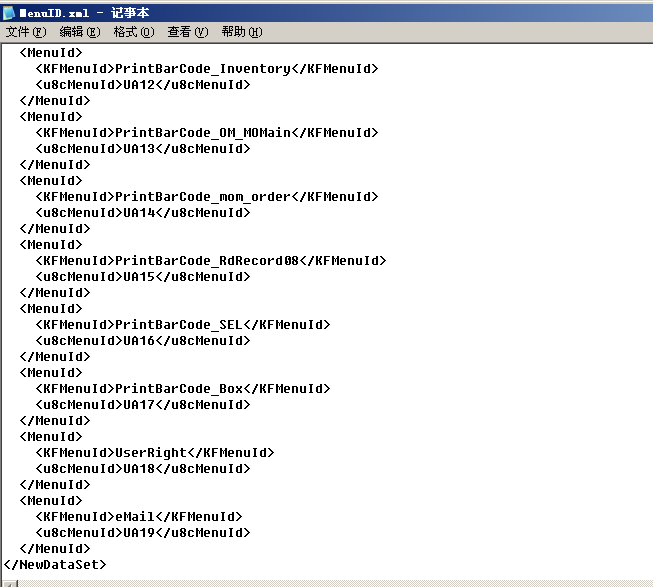 MenuID.xml - 记事本
文件(F) 编辑(E) 格式(O) 查看(V) 帮助(H)
<MenuId>
<KFMenuId>PrintBarCode_Inventory</KFMenuId>
<u8cMenuId>UA12</u8cMenuId>
</MenuId>
<MenuId>
<KFMenuId>PrintBarCode_OM_MOMain</KFMenuId>
<u8cMenuId>UA13</u8cMenuId>
</MenuId>
<MenuId>
<KFMenuId>PrintBarCode_mom_order</KFMenuId>
<u8cMenuId>UA14</u8cMenuId>
</MenuId>
<MenuId>
<KFMenuId>PrintBarCode_RdRecord08</KFMenuId>
<u8cMenuId>UA15</u8cMenuId>
</MenuId>
<MenuId>
<KFMenuId>PrintBarCode_SEL</KFMenuId>
<u8cMenuId>UA16</u8cMenuId>
</MenuId>
<MenuId>
<KFMenuId>PrintBarCode_Box</KFMenuId>
<u8cMenuId>UA17</u8cMenuId>
</MenuId>
<MenuId>
<KFMenuId>UserRight</KFMenuId>
<u8cMenuId>UA18</u8cMenuId>
</MenuId>
<MenuId>
<KFMenuId>eMail</KFMenuId>
<u8cMenuId>UA19</u8cMenuId>
</MenuId>
</NewDataSet>